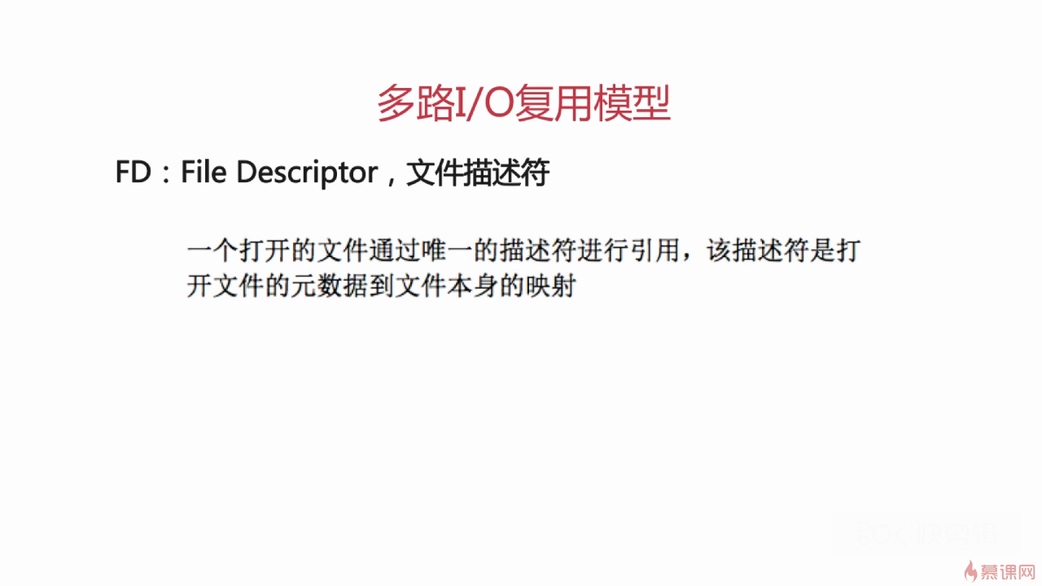 多路I/O复用模型
FD：File Descriptor，文件描述符
一个打开的文件通过唯一的描述符进行引用，该描述符是打
开文件的元数据到文件本身的映射
慕课网